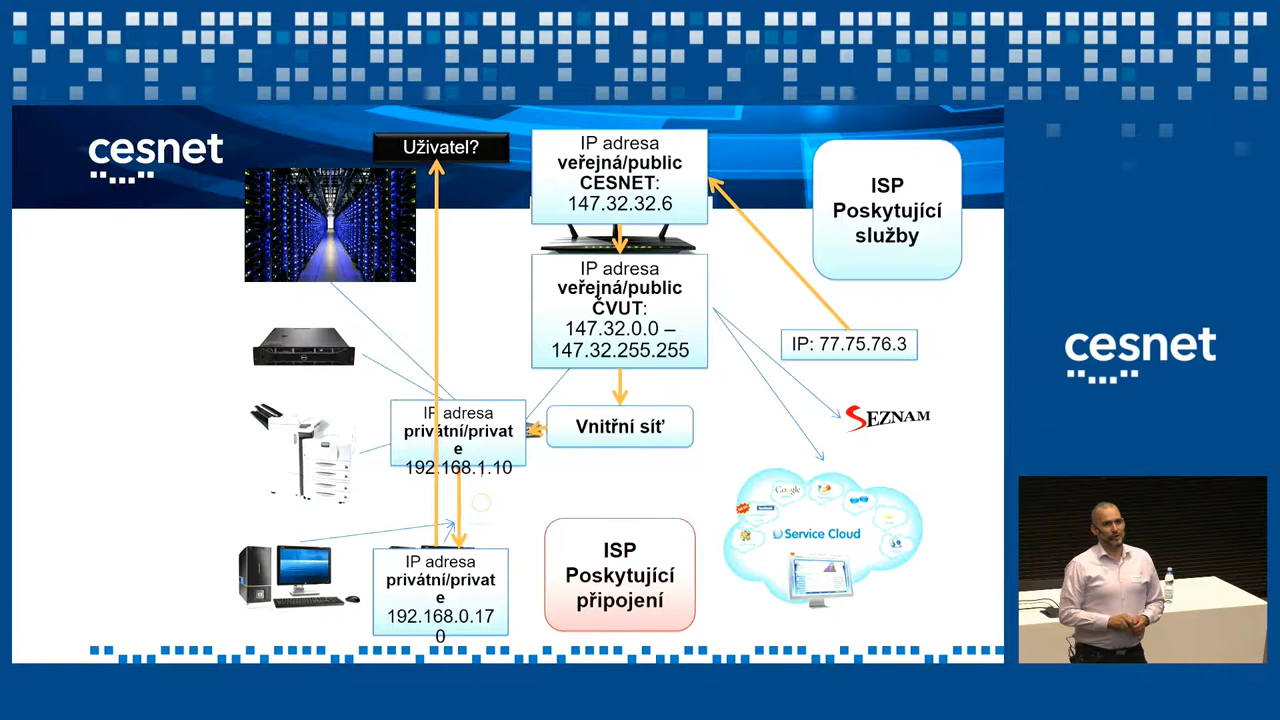 cesnet
Uživatel?
IP adresa
veřejná/public
CESNET:
147.32.32.6
ISP
Poskytující
služby
IP adresa
veřejná/public
ČVUT:
147.32.0.0 –
147.32.255.255
IP: 77.75.76.3
cesnet
IP adresa
privátní/privat
e
192.168.1.10
Vnitřní síť
SEZNAM
Google
Service Cloud
ISP
Poskytující
připojení
IP adresa
privátní/privat
e
192.168.0.17
0